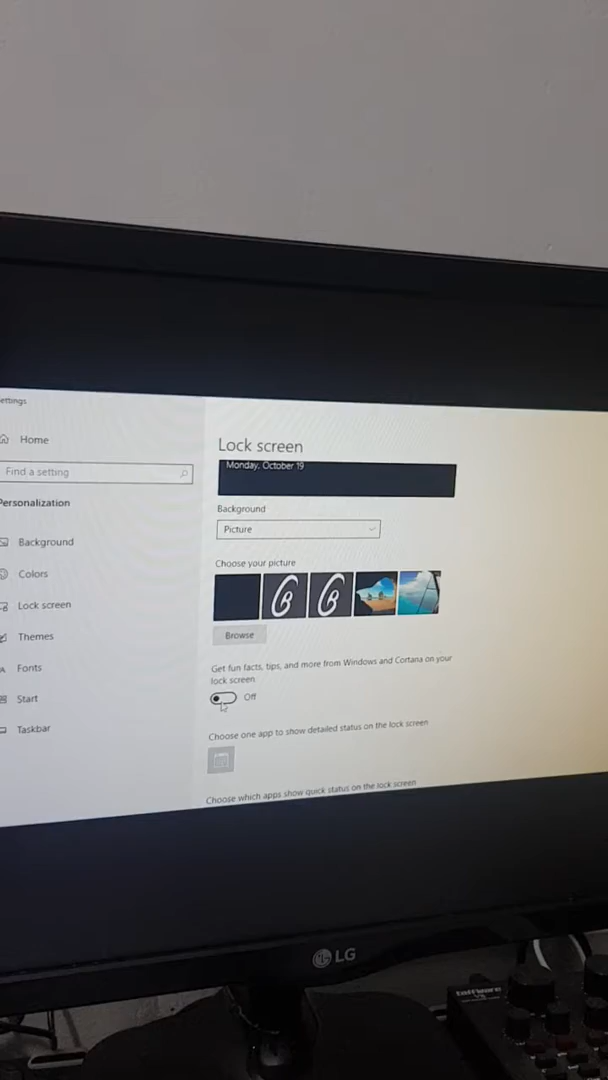 Settings
Home
Find a setting
Personalization
Background
Colors
Lock screen
Themes
Fonts
Start
Taskbar
Lock screen
Monday, October 19
Background
Picture
Choose your picture
B
B
Browse
Get fun facts, tips, and more from Windows and Cortana on your
lock screen
Off
Choose one app to show detailed status on the lock screen
Choose which apps show quick status on the lock screen
LG